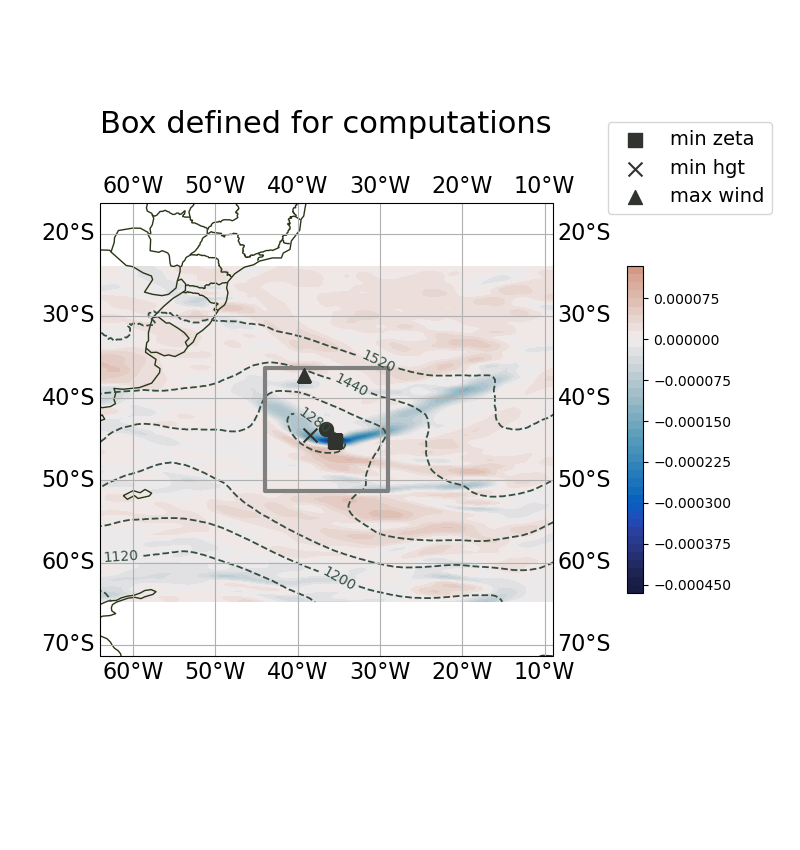 Box defined for computations
min zeta
min hgt
max wind
60°W 50°W 40°W 30°W 20°W 10°W
20°S 20°S
30°S 30°S
40°S 40°S
50°S 50°S
60°S 60°S
70°S 70°S
60°W 50°W 40°W 30°W 20°W 10°W
1520
1440
128
1120
1200
0.000075
0.000000
−0.000075
−0.000150
−0.000225
−0.000300
−0.000375
−0.000450